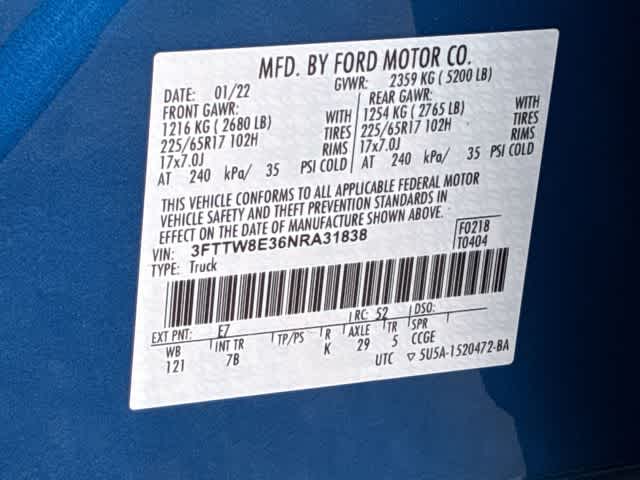 MFD. BY FORD MOTOR CO.
DATE: 01/22 GVWR: 2359 KG ( 5200 LB)
FRONT GAWR: REAR GAWR:
1216 KG ( 2680 LB) WITH 1254 KG ( 2765 LB) WITH
225/65R17 102H TIRES 225/65R17 102H TIRES
17x7.0J RIMS 17x7.0J RIMS
AT 240 kPa/ 35 PSI COLD AT 240 kPa/ 35 PSI COLD
THIS VEHICLE CONFORMS TO ALL APPLICABLE FEDERAL MOTOR
VEHICLE SAFETY AND THEFT PREVENTION STANDARDS IN
EFFECT ON THE DATE OF MANUFACTURE SHOWN ABOVE.
VIN: 3FTTW8E36NRA31838 F0218
TYPE: Truck T0404
EXT PNT: E7 RC: 52 DSO:
WB INT TR TP/PS R AXLE TR SPR
121 7B K 29 5 CCGE
UTC ▽ 5U5A-1520472-BA